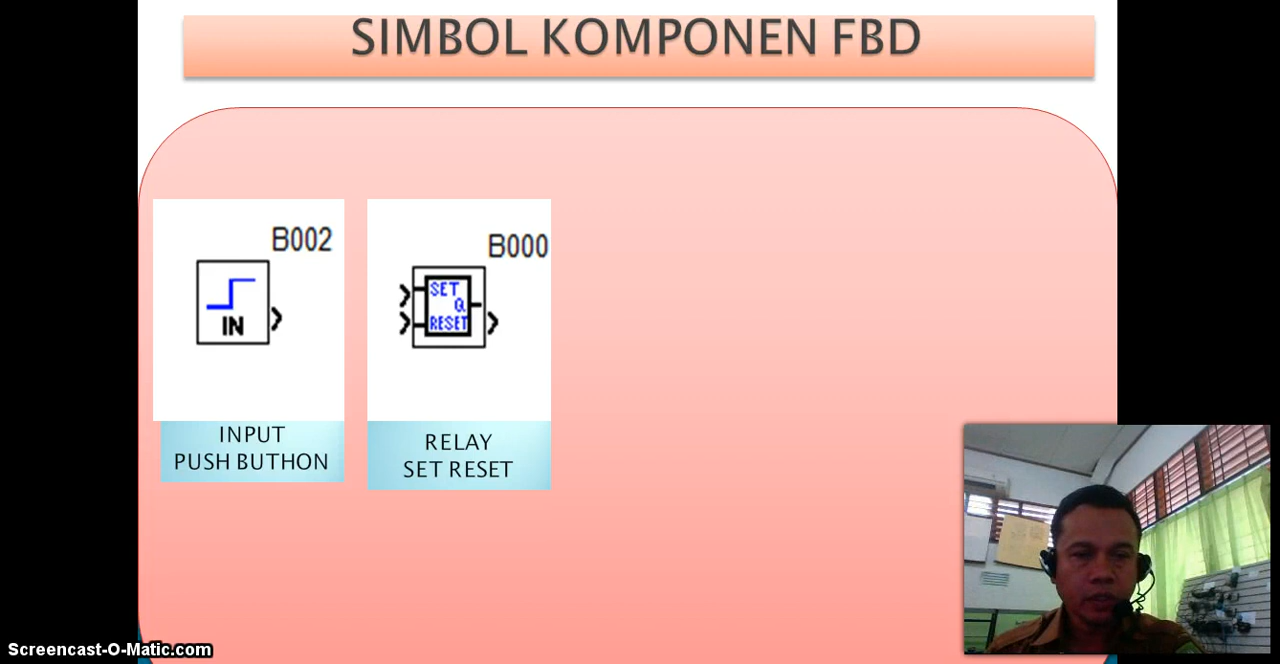 SIMBOL KOMPONEN FBD
B002
IN
INPUT
PUSH BUTHON
B000
SET
Q
RESET
RELAY
SET RESET
Screencast-O-Matic.com